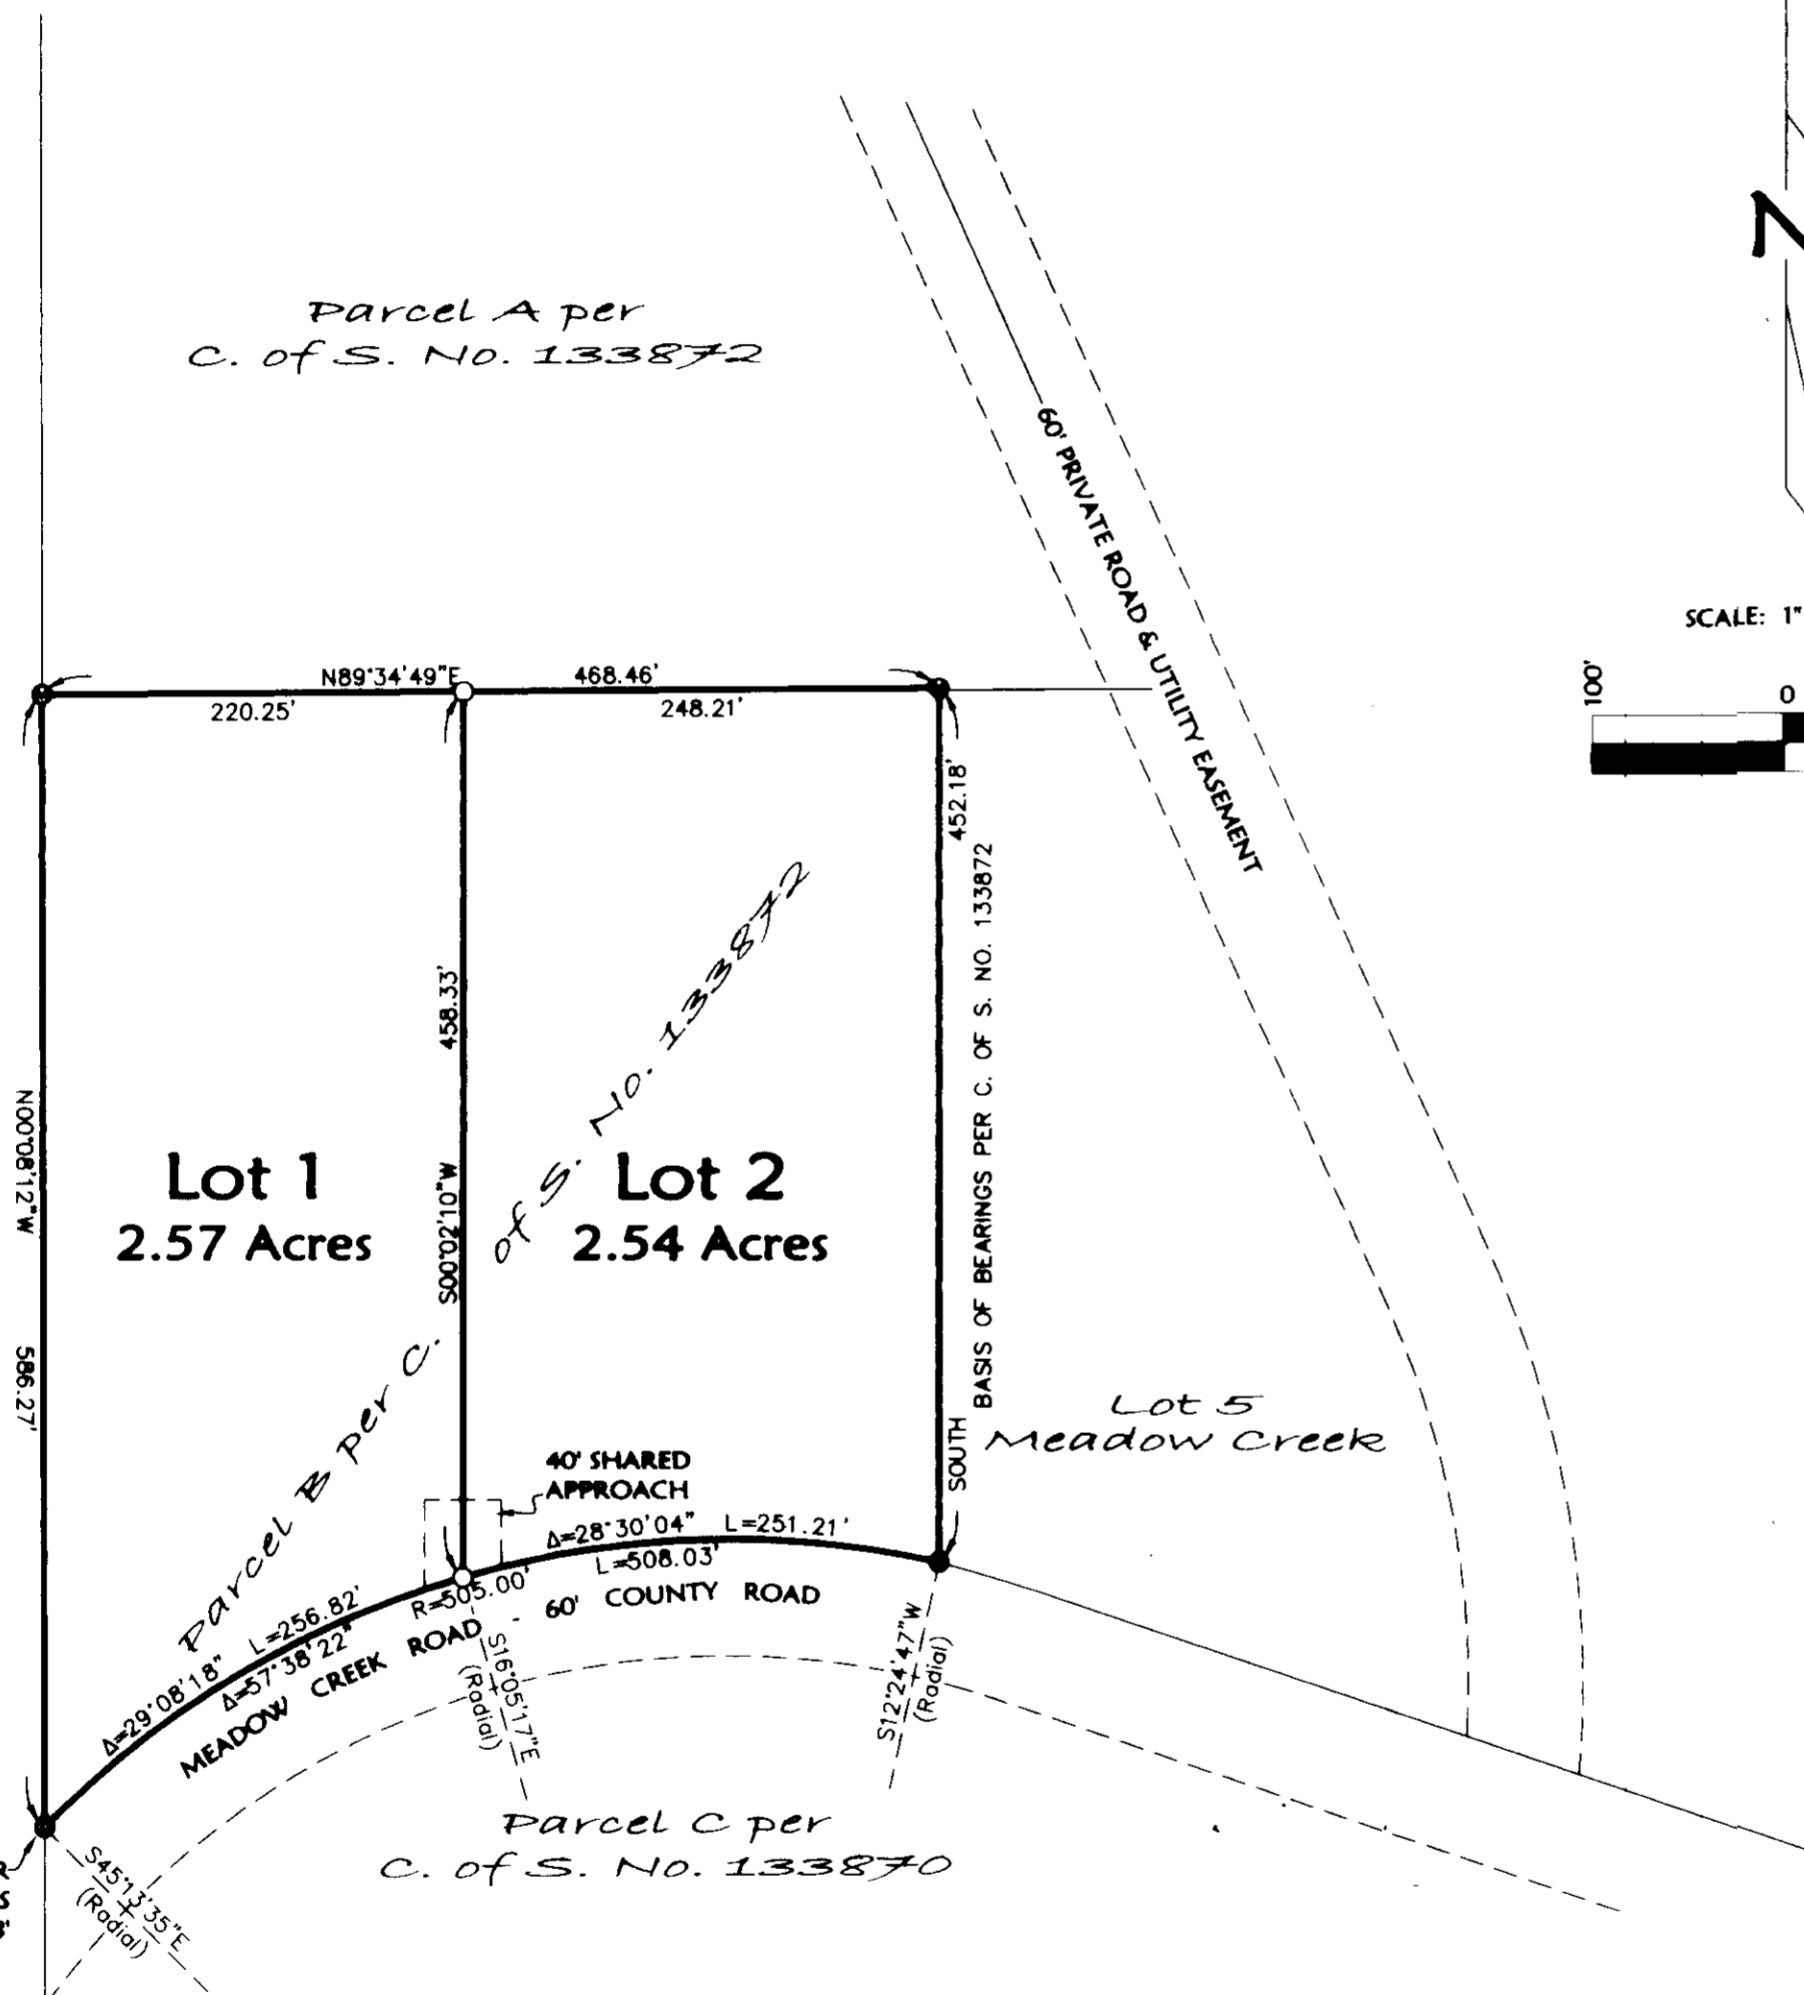 N
Parcel A per
C. of S. No. 133872
60' PRIVATE ROAD & UTILITY EASEMENT
SCALE: 1"
100'
0
N89°34'49"E
468.46'
220.25'
248.21'
452.18'
BASIS OF BEARINGS PER C. OF S. NO. 133872
SOUTH
458.33'
S00°02'10"W
N00°08'12"W
586.27'
Lot 1
2.57 Acres
Lot 2
2.54 Acres
Parcel B per C. of S. No. 133872
Lot 5
Meadow Creek
40' SHARED
APPROACH
Δ=28°30'04" L=251.21'
L=508.03'
R=505.00'
Δ=29°08'18" L=256.82'
Δ=57°38'22"
MEADOW CREEK ROAD - 60' COUNTY ROAD
S16°05'17"E
(Radial)
S12°24'47"W
(Radial)
Parcel C per
C. of S. No. 133870
S45°13'35"E
(Radial)